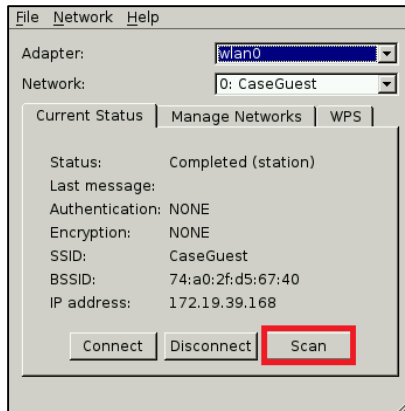 File Network Help
Adapter: wlan0
Network: 0: CaseGuest
Current Status Manage Networks WPS
Status: Completed (station)
Last message:
Authentication: NONE
Encryption: NONE
SSID: CaseGuest
BSSID: 74:a0:2f:d5:67:40
IP address: 172.19.39.168
Connect Disconnect Scan